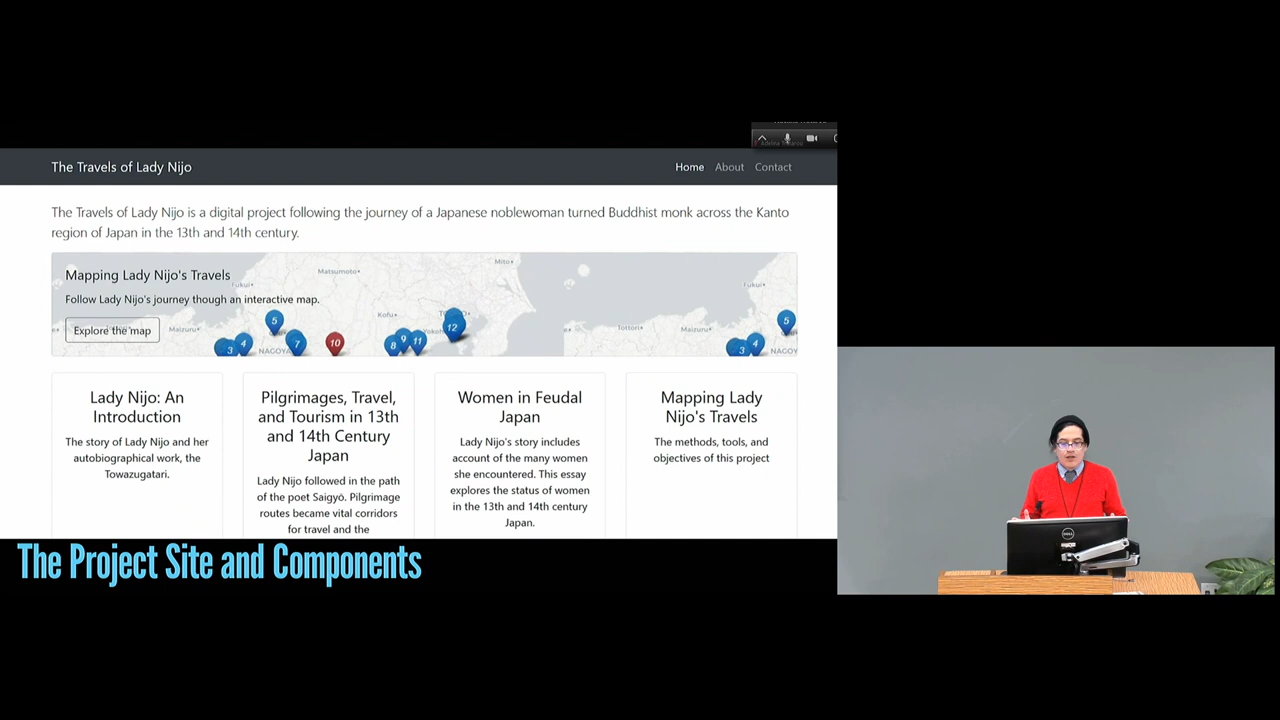 The Travels of Lady Nijo
Home About Contact
The Travels of Lady Nijo is a digital project following the journey of a Japanese noblewoman turned Buddhist monk across the Kanto
region of Japan in the 13th and 14th century.
Mapping Lady Nijo's Travels
Follow Lady Nijo's journey though an interactive map.
Explore the map
Matsumoto
Mito
Fukui
Kofu
Maizuru
NAGOYA
3
4
5
7
10
8
9
11
12
Tottori
Maizuru
Fukui
3
4
5
NAGOY
Lady Nijo: An
Introduction
The story of Lady Nijo and her
autobiographical work, the
Towazugatari.
Pilgrimages, Travel,
and Tourism in 13th
and 14th Century
Japan
Lady Nijo followed in the path
of the poet Saigyō. Pilgrimage
routes became vital corridors
for travel and the
Women in Feudal
Japan
Lady Nijo's story includes
account of the many women
she encountered. This essay
explores the status of women
in the 13th and 14th century
Japan.
Mapping Lady
Nijo's Travels
The methods, tools, and
objectives of this project
The Project Site and Components
DELL